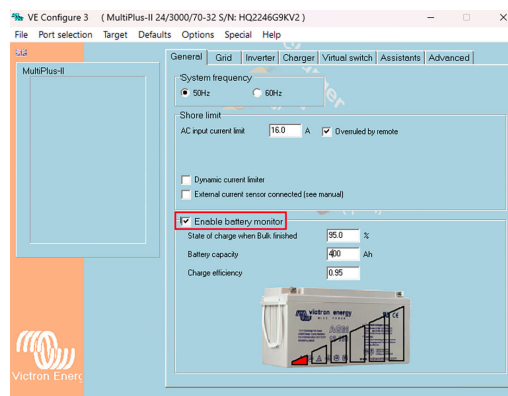 VE Configure 3 ( MultiPlus-II 24/3000/70-32 S/N: HQ2246G9KV2 )
File Port selection Target Defaults Options Special Help
MultiPlus-II
General Grid Inverter Charger Virtual switch Assistants Advanced
System frequency
50Hz 60Hz
Shore limit
AC input current limit 16.0 A Overruled by remote
Dynamic current limiter
External current sensor connected (see manual)
Enable battery monitor
State of charge when Bulk finished 95.0 %
Battery capacity 400 Ah
Charge efficiency 0.95
victron energy
BLUE POWER
Victron Energ